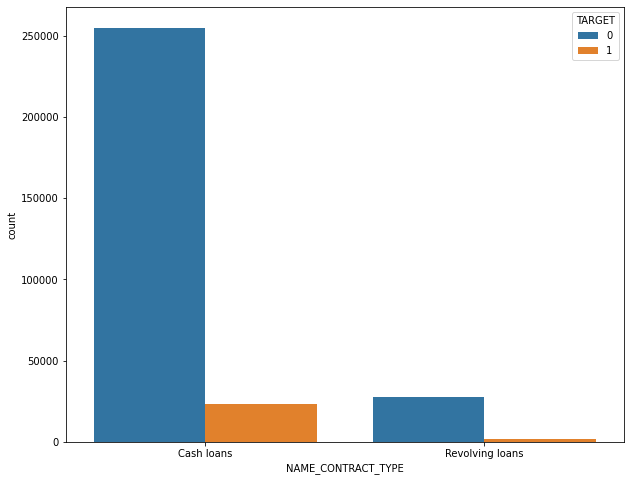 TARGET
0
1
250000
200000
150000
100000
50000
0
count
Cash loans
Revolving loans
NAME_CONTRACT_TYPE